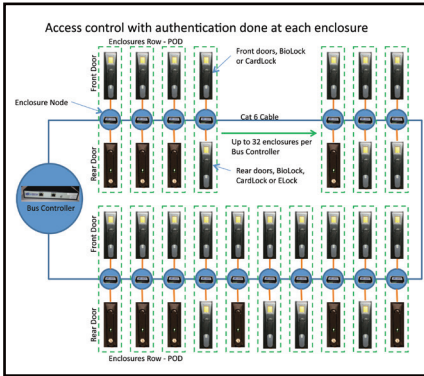 Access control with authentication done at each enclosure
Enclosures Row - POD
Front doors, BioLock
or CardLock
Front Door
Enclosure Node
Cat 6 Cable
Up to 32 enclosures per
Bus Controller
Rear Door
Rear doors, BioLock,
CardLock or ELock
Bus Controller
Front Door
Rear Door
Enclosures Row - POD